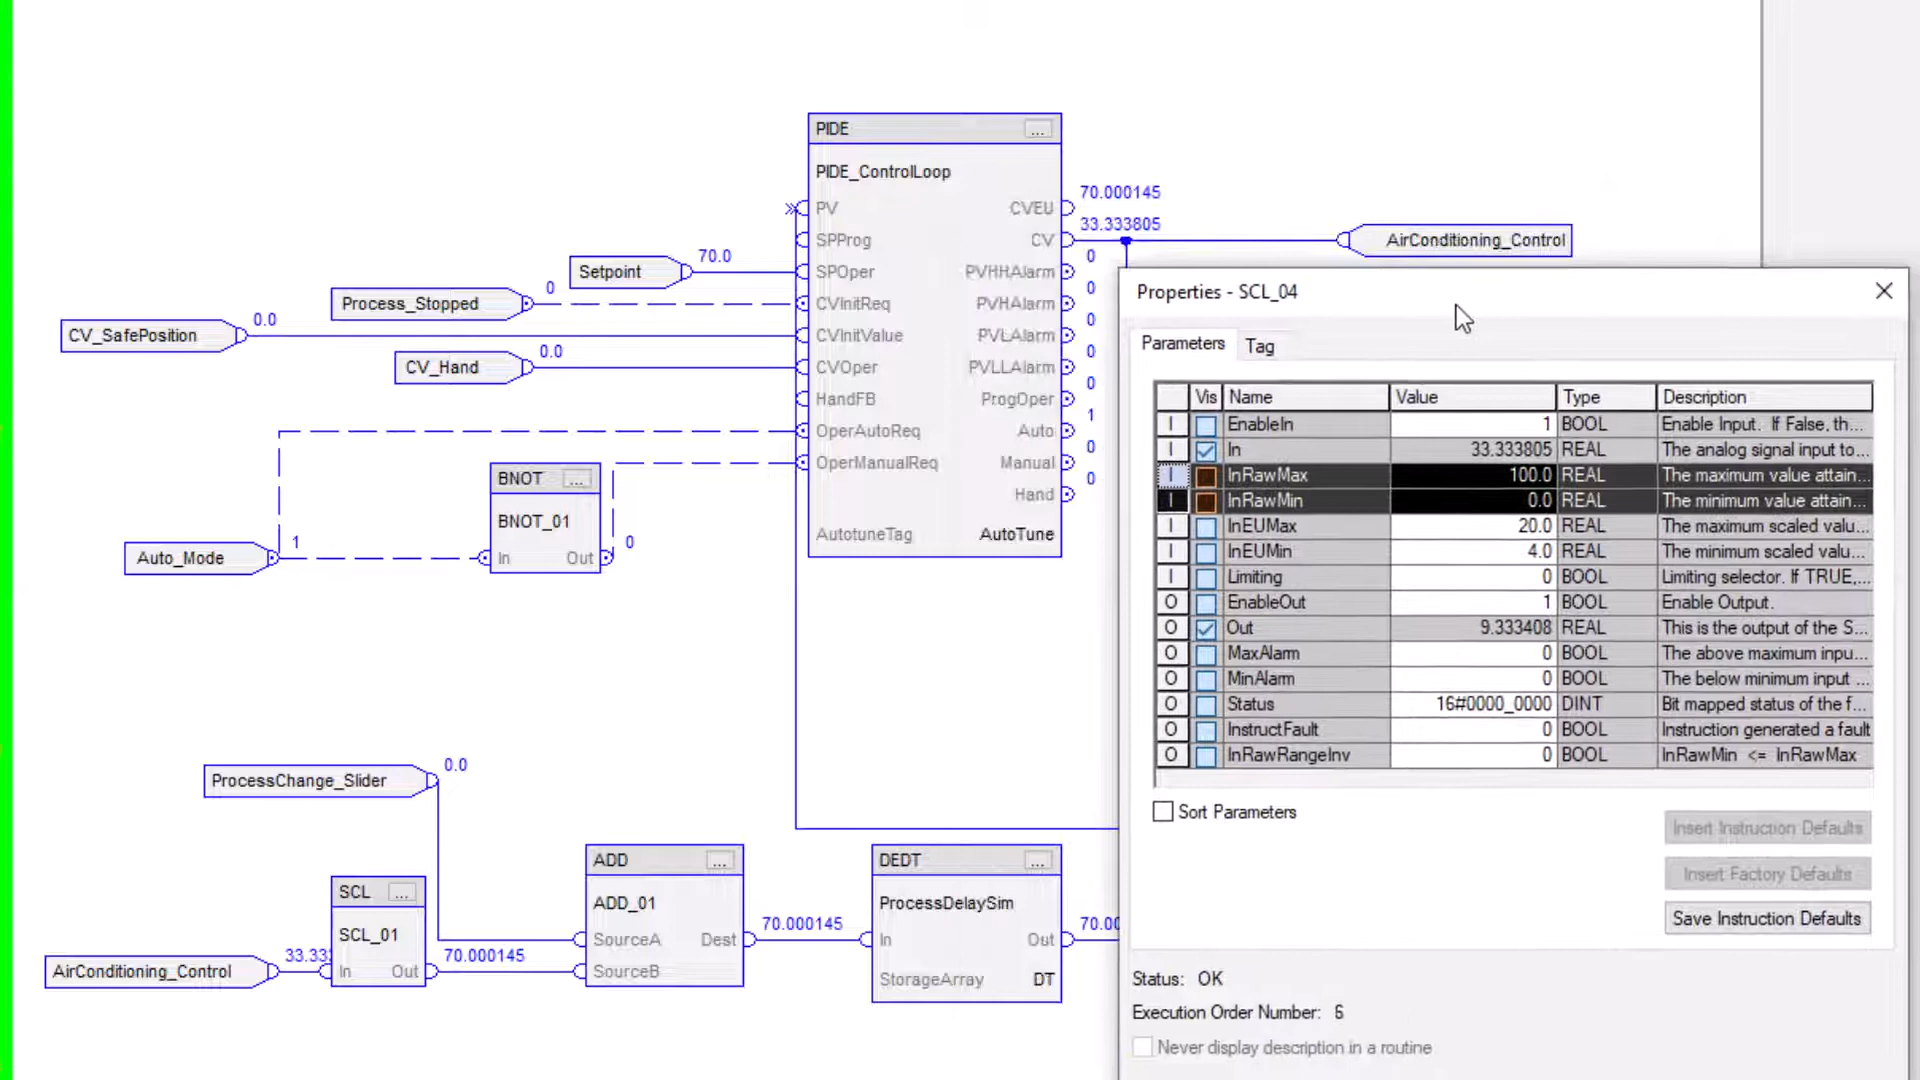 PIDE
...
PIDE_ControlLoop
PV
CVEU
70.000145
SPProg
CV
33.333805
AirConditioning_Control
Setpoint
70.0
SPOper
PVHHAlarm
0
Process_Stopped
0
CVInitReq
PVHAlarm
0
CV_SafePosition
0.0
CVInitValue
PVLAlarm
0
CV_Hand
0.0
CVOper
PVLLAlarm
0
HandFB
ProgOper
0
OperAutoReq
Auto
1
OperManualReq
Manual
0
Hand
0
AutotuneTag
AutoTune
BNOT
...
BNOT_01
In
Out
0
Auto_Mode
1
ProcessChange_Slider
0.0
SCL
...
SCL_01
In
Out
AirConditioning_Control
33.33
70.000145
ADD
...
ADD_01
SourceA
Dest
SourceB
70.000145
DEDT
...
ProcessDelaySim
In
Out
StorageArray
DT
70.00
Properties - SCL_04
Parameters
Tag
Vis Name Value Type Description
I EnableIn 1 BOOL Enable Input. If False, th...
I In 33.333805 REAL The analog signal input to...
I InRawMax 100.0 REAL The maximum value attain...
I InRawMin 0.0 REAL The minimum value attain...
I InEUMax 20.0 REAL The maximum scaled valu...
I InEUMin 4.0 REAL The minimum scaled valu...
I Limiting 0 BOOL Limiting selector. If TRUE,...
O EnableOut 1 BOOL Enable Output.
O Out 9.333408 REAL This is the output of the S...
O MaxAlarm 0 BOOL The above maximum inpu...
O MinAlarm 0 BOOL The below minimum input ...
O Status 16#0000_0000 DINT Bit mapped status of the f...
O InstructFault 0 BOOL Instruction generated a fault
O InRawRangeInv 0 BOOL InRawMin <= InRawMax
Sort Parameters
Insert Instruction Defaults
Insert Factory Defaults
Save Instruction Defaults
Status: OK
Execution Order Number: 6
Never display description in a routine